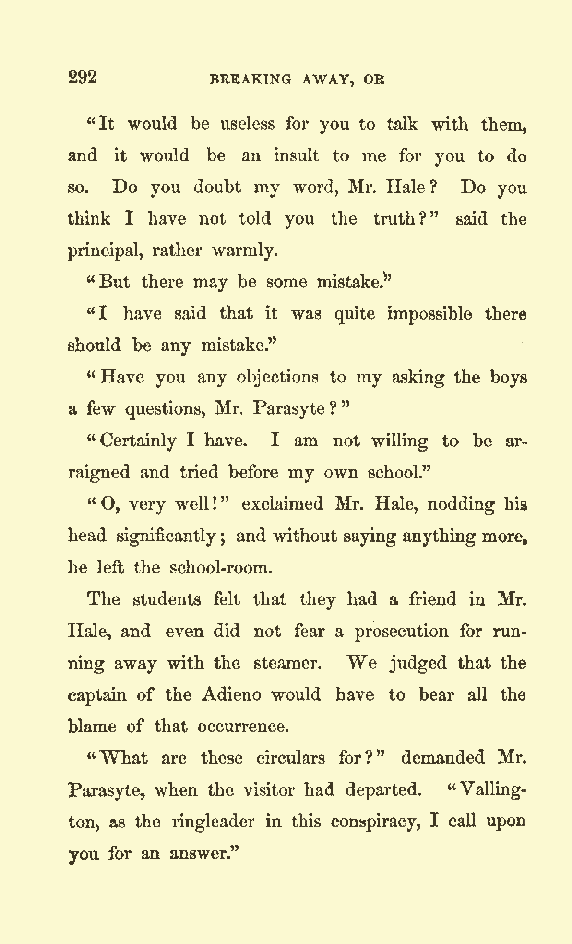 292 BREAKING AWAY, OR
"It would be useless for you to talk with them,
and it would be an insult to me for you to do
so. Do you doubt my word, Mr. Hale? Do you
think I have not told you the truth?" said the
principal, rather warmly.
"But there may be some mistake."
"I have said that it was quite impossible there
should be any mistake."
"Have you any objections to my asking the boys
a few questions, Mr. Parasyte?"
"Certainly I have. I am not willing to be ar-
raigned and tried before my own school."
"O, very well!" exclaimed Mr. Hale, nodding his
head significantly; and without saying anything more,
he left the school-room.
The students felt that they had a friend in Mr.
Hale, and even did not fear a prosecution for run-
ning away with the steamer. We judged that the
captain of the Adieno would have to bear all the
blame of that occurrence.
"What are these circulars for?" demanded Mr.
Parasyte, when the visitor had departed. "Valling-
ton, as the ringleader in this conspiracy, I call upon
you for an answer."